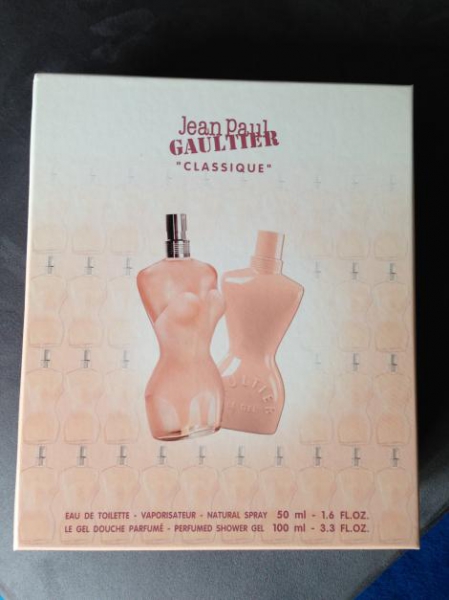 Jean Paul
GAULTIER
"CLASSIQUE"
EAU DE TOILETTE - VAPORISATEUR - NATURAL SPRAY 50 ml - 1.6 FL.OZ.
LE GEL DOUCHE PARFUMÉ - PERFUMED SHOWER GEL 100 ml - 3.3 FL.OZ.